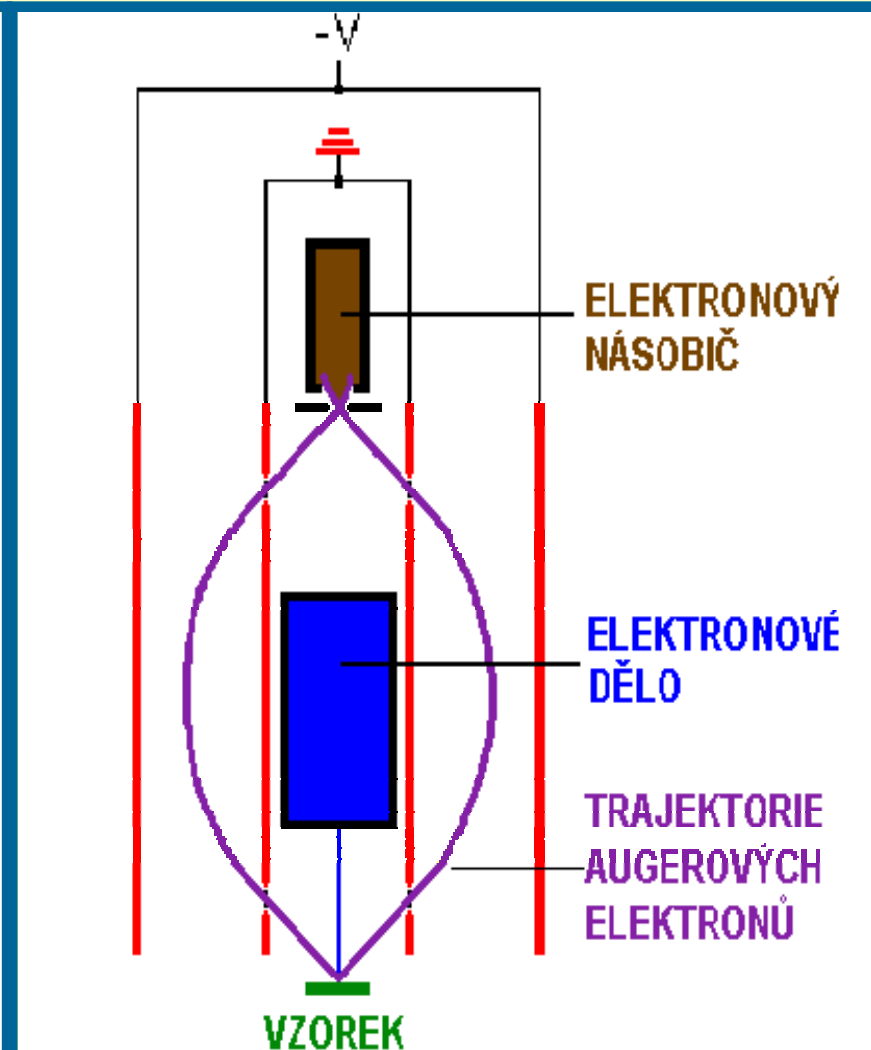 -V
ELEKTRONOVÝ
NÁSOBIČ
ELEKTRONOVÉ
DĚLO
TRAJEKTORIE
AUGEROVÝCH
ELEKTRONŮ
VZOREK